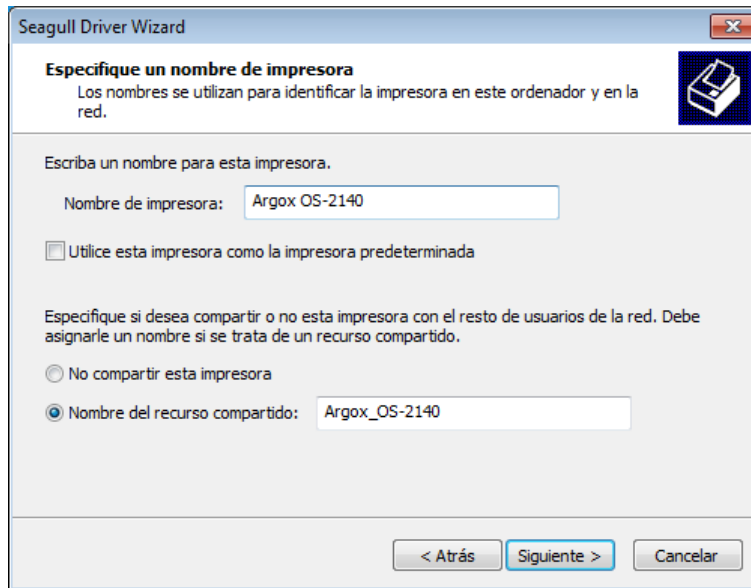 Seagull Driver Wizard
Especifique un nombre de impresora
Los nombres se utilizan para identificar la impresora en este ordenador y en la
red.
Escriba un nombre para esta impresora.
Nombre de impresora: Argox OS-2140
Utilice esta impresora como la impresora predeterminada
Especifique si desea compartir o no esta impresora con el resto de usuarios de la red. Debe
asignarle un nombre si se trata de un recurso compartido.
No compartir esta impresora
Nombre del recurso compartido: Argox_OS-2140
< Atrás Siguiente > Cancelar